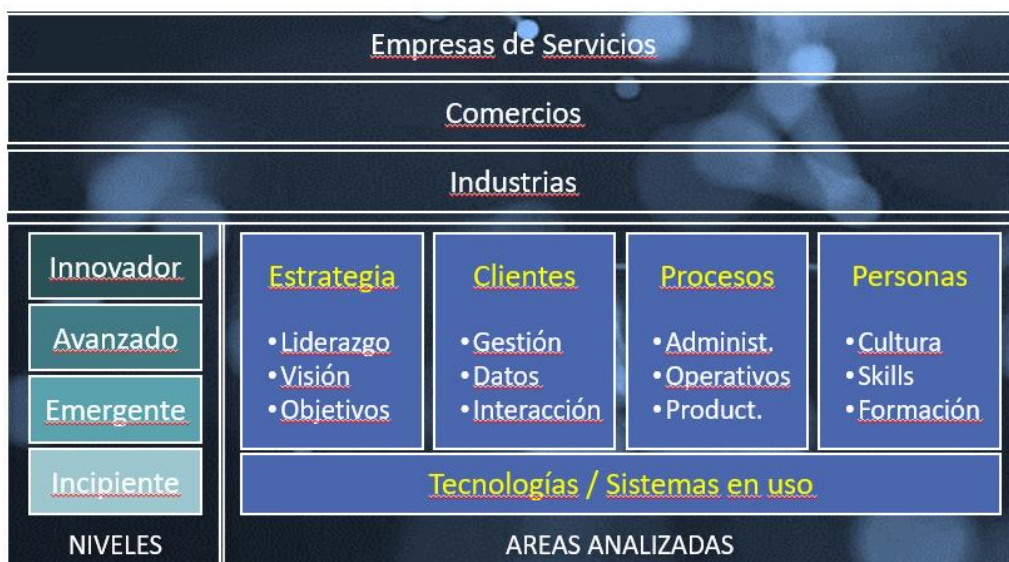 Empresas de Servicios
Comercios
Industrias
Innovador
Avanzado
Emergente
Incipiente
NIVELES
Estrategia
•Liderazgo
•Visión
•Objetivos
Clientes
•Gestión
•Datos
•Interacción
Procesos
•Administ.
•Operativos
•Product.
Personas
•Cultura
•Skills
•Formación
Tecnologías / Sistemas en uso
AREAS ANALIZADAS